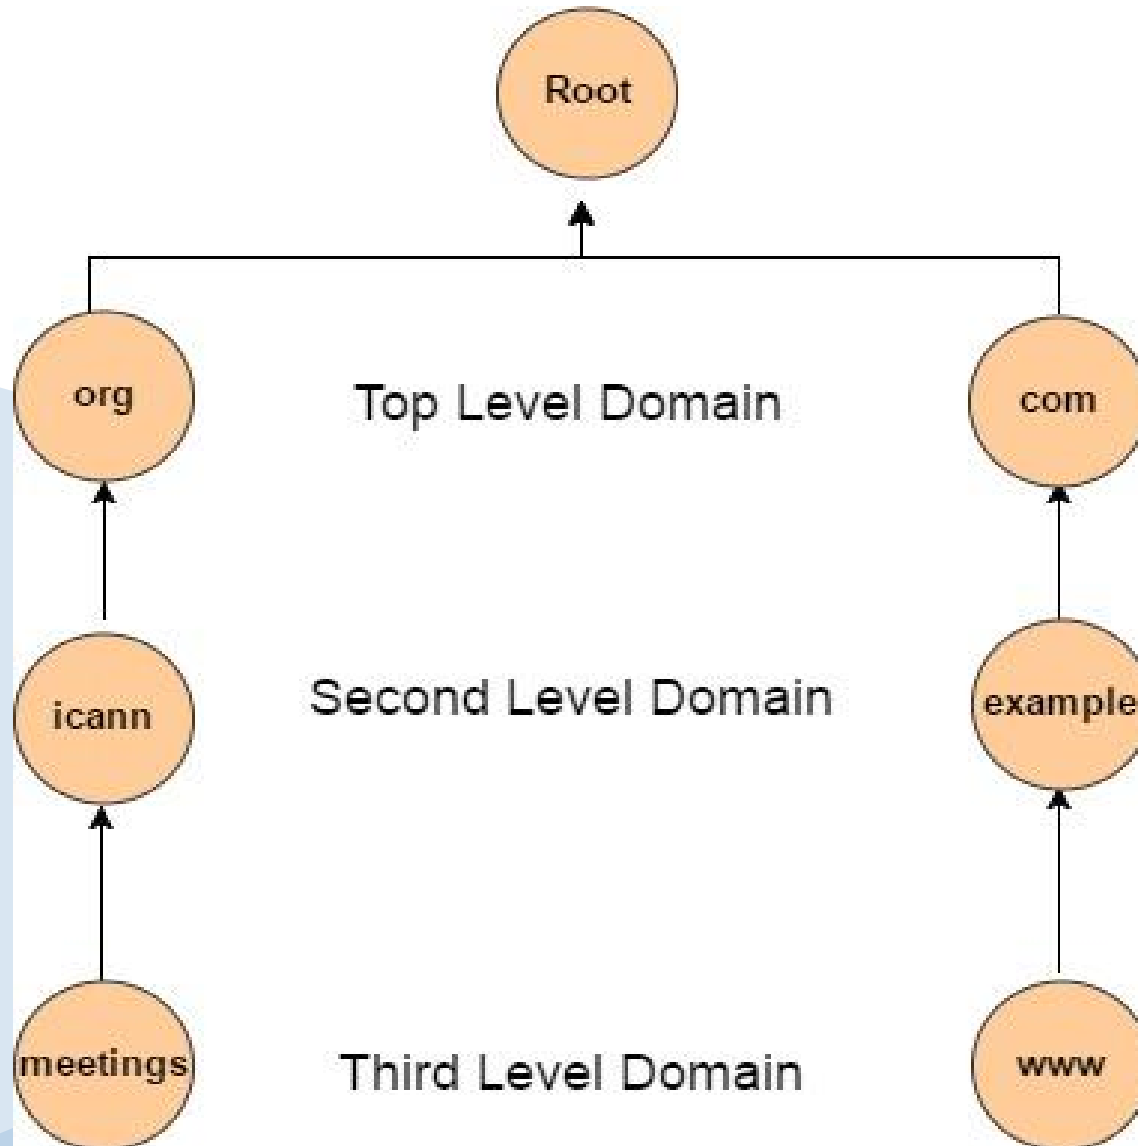 Root
org
Top Level Domain
com
icann
Second Level Domain
example
meetings
Third Level Domain
www